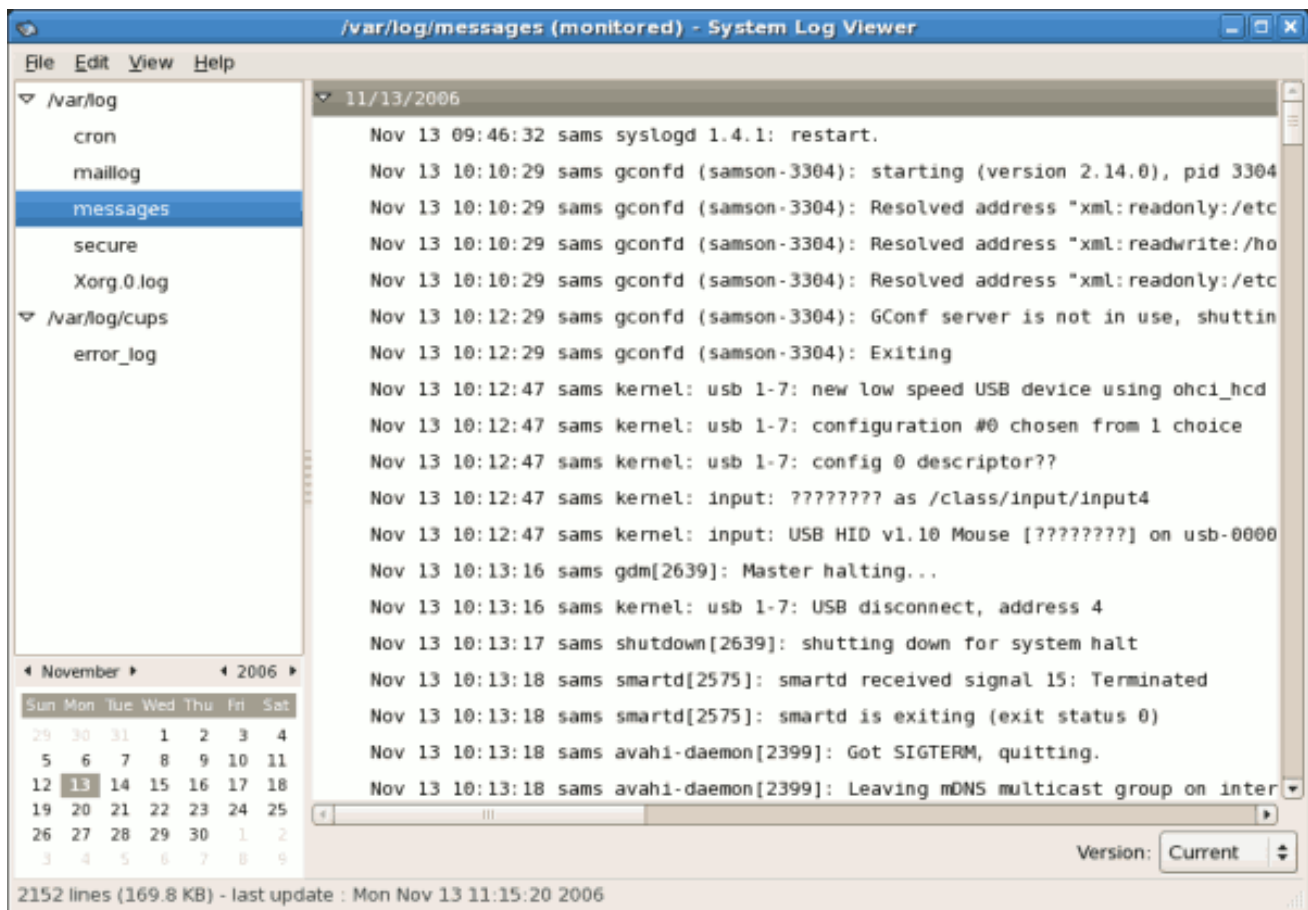 /var/log/messages (monitored) - System Log Viewer
File Edit View Help
/var/log
cron
maillog
messages
secure
Xorg.0.log
/var/log/cups
error_log
11/13/2006
Nov 13 09:46:32 sams syslogd 1.4.1: restart.
Nov 13 10:10:29 sams gconfd (samson-3304): starting (version 2.14.0), pid 3304
Nov 13 10:10:29 sams gconfd (samson-3304): Resolved address "xml:readonly:/etc
Nov 13 10:10:29 sams gconfd (samson-3304): Resolved address "xml:readwrite:/ho
Nov 13 10:10:29 sams gconfd (samson-3304): Resolved address "xml:readonly:/etc
Nov 13 10:12:29 sams gconfd (samson-3304): GConf server is not in use, shuttin
Nov 13 10:12:29 sams gconfd (samson-3304): Exiting
Nov 13 10:12:47 sams kernel: usb 1-7: new low speed USB device using ohci_hcd
Nov 13 10:12:47 sams kernel: usb 1-7: configuration #0 chosen from 1 choice
Nov 13 10:12:47 sams kernel: usb 1-7: config 0 descriptor??
Nov 13 10:12:47 sams kernel: input: ???????? as /class/input/input4
Nov 13 10:12:47 sams kernel: input: USB HID v1.10 Mouse [????????] on usb-0000
Nov 13 10:13:16 sams gdm[2639]: Master halting...
Nov 13 10:13:16 sams kernel: usb 1-7: USB disconnect, address 4
Nov 13 10:13:17 sams shutdown[2639]: shutting down for system halt
Nov 13 10:13:18 sams smartd[2575]: smartd received signal 15: Terminated
Nov 13 10:13:18 sams smartd[2575]: smartd is exiting (exit status 0)
Nov 13 10:13:18 sams avahi-daemon[2399]: Got SIGTERM, quitting.
Nov 13 10:13:18 sams avahi-daemon[2399]: Leaving mDNS multicast group on inter
November 2006
Sun Mon Tue Wed Thu Fri Sat
29 30 31 1 2 3 4
5 6 7 8 9 10 11
12 13 14 15 16 17 18
19 20 21 22 23 24 25
26 27 28 29 30 1 2
3 4 5 6 7 8 9
Version: Current
2152 lines (169.8 KB) - last update : Mon Nov 13 11:15:20 2006